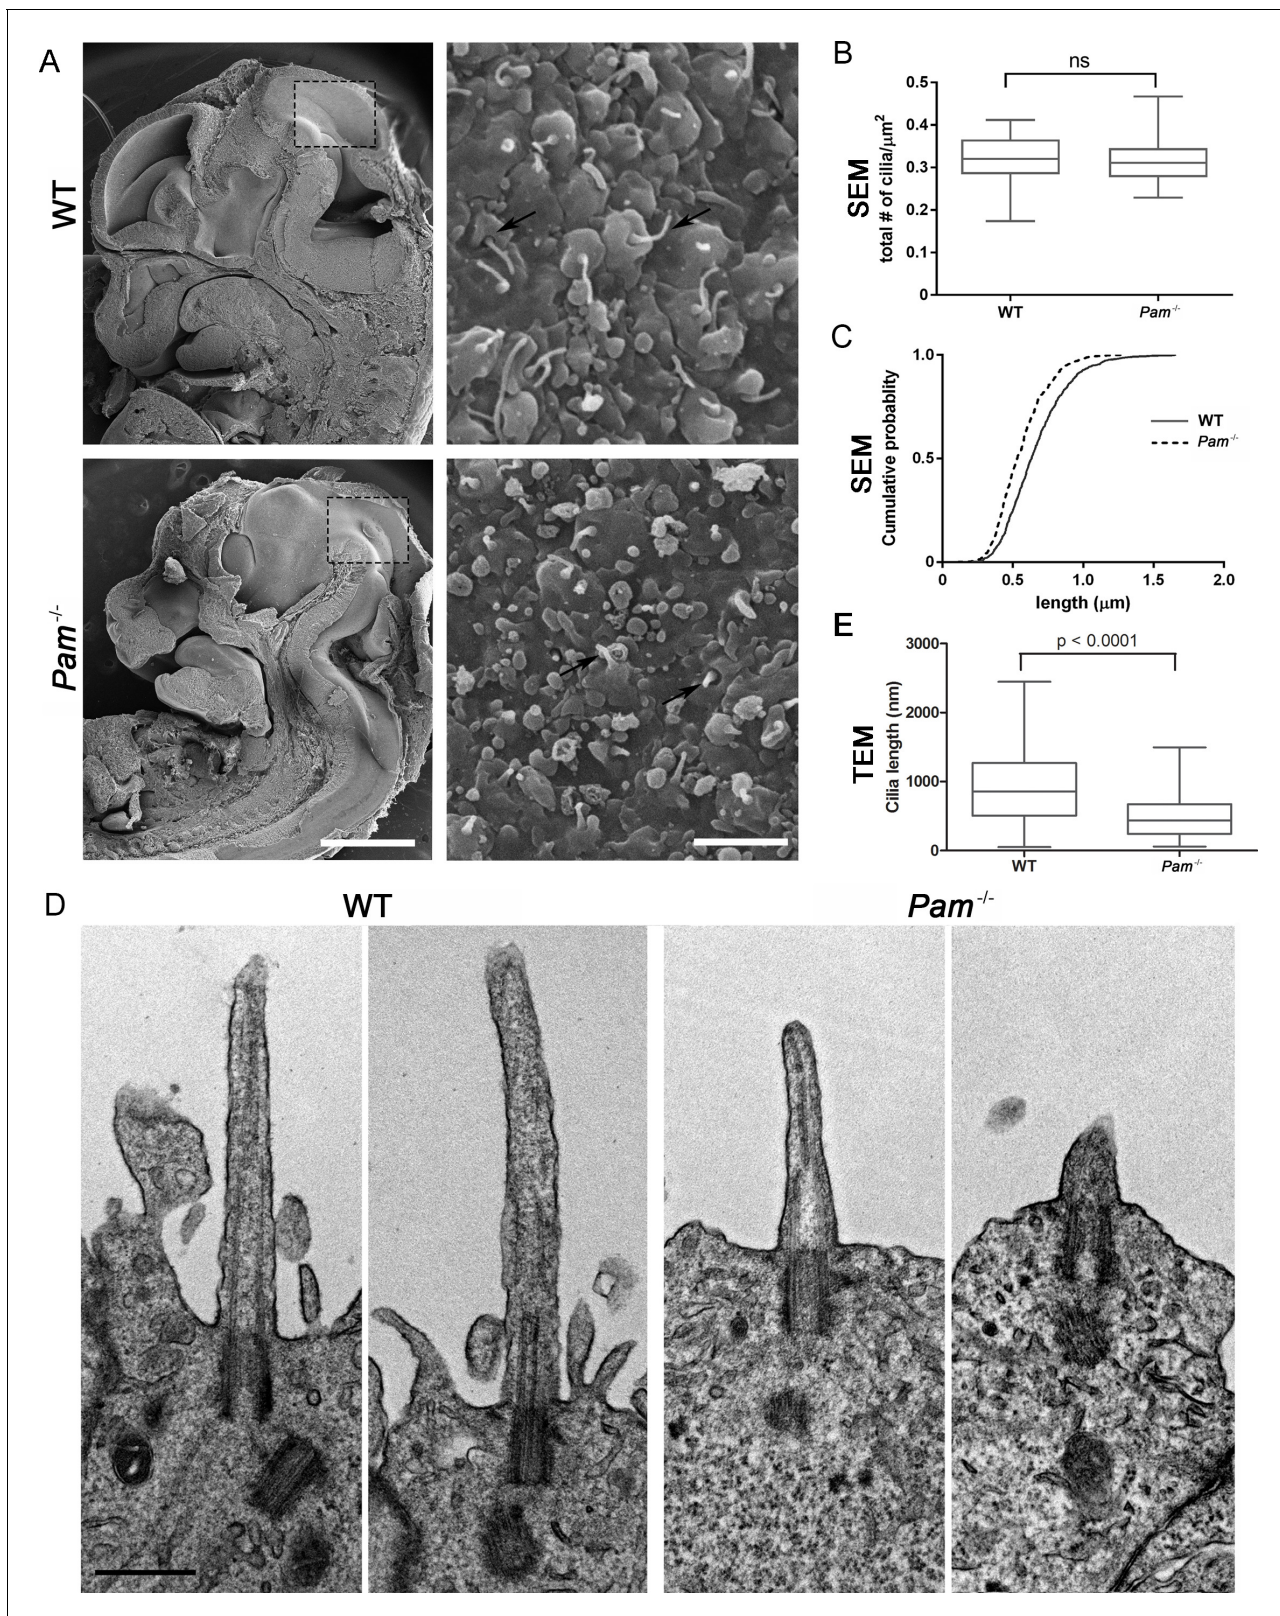 A
WT
Pam-/-
B
ns
SEM
total # of cilia/μm2
0.5
0.4
0.3
0.2
0.1
0
WT
Pam-/-
C
SEM
Cumulative probablity
1.0
0.5
0
WT
Pam-/-
0
0.5
1.0
1.5
2.0
length (μm)
E
p < 0.0001
TEM
Cilia length (nm)
3000
2000
1000
0
WT
Pam-/-
D
WT
Pam-/-